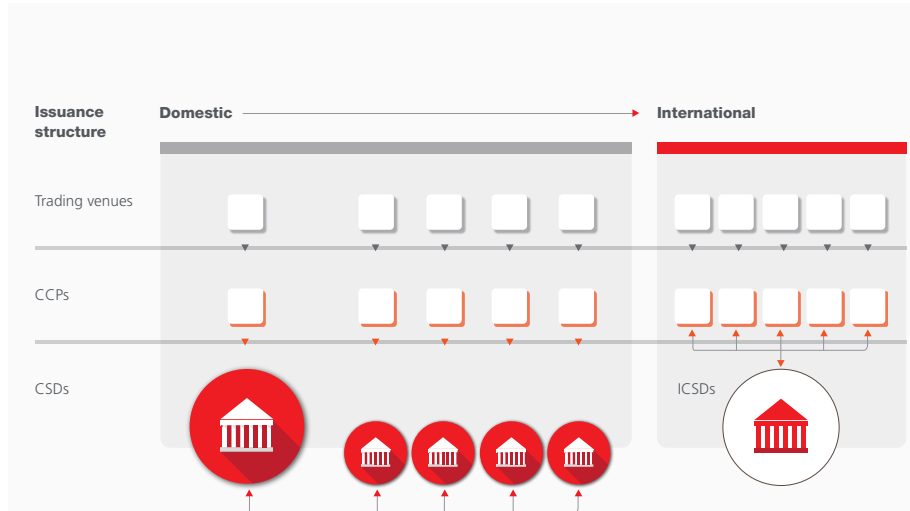 Issuance
structure
Domestic
International
Trading venues
CCPs
CSDs
ICSDs